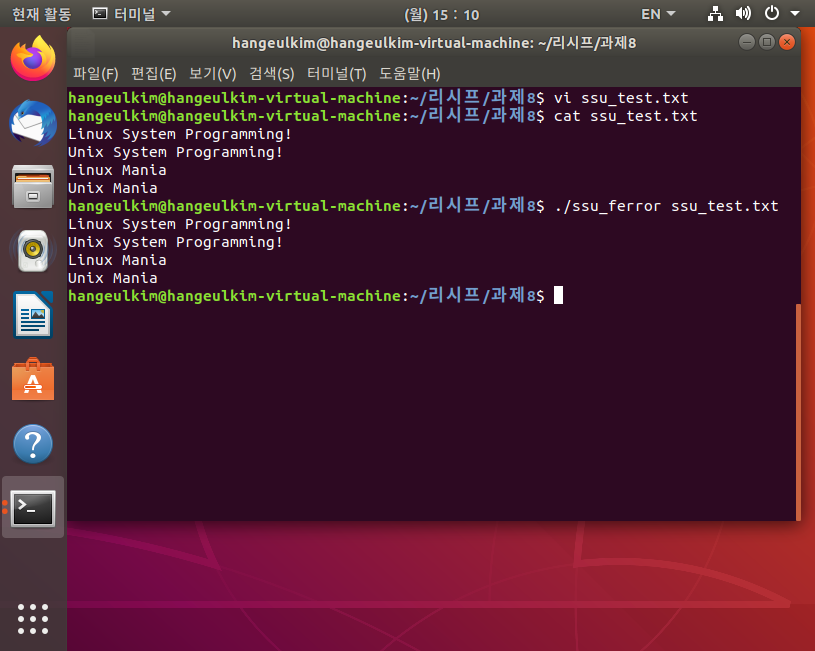 현재 활동 터미널 (월) 15 : 10 EN
hangeulkim@hangeulkim-virtual-machine: ~/리시프/과제8
파일(F) 편집(E) 보기(V) 검색(S) 터미널(T) 도움말(H)
hangeulkim@hangeulkim-virtual-machine:~/리시프/과제8$ vi ssu_test.txt
hangeulkim@hangeulkim-virtual-machine:~/리시프/과제8$ cat ssu_test.txt
Linux System Programming!
Unix System Programming!
Linux Mania
Unix Mania
hangeulkim@hangeulkim-virtual-machine:~/리시프/과제8$ ./ssu_ferror ssu_test.txt
Linux System Programming!
Unix System Programming!
Linux Mania
Unix Mania
hangeulkim@hangeulkim-virtual-machine:~/리시프/과제8$